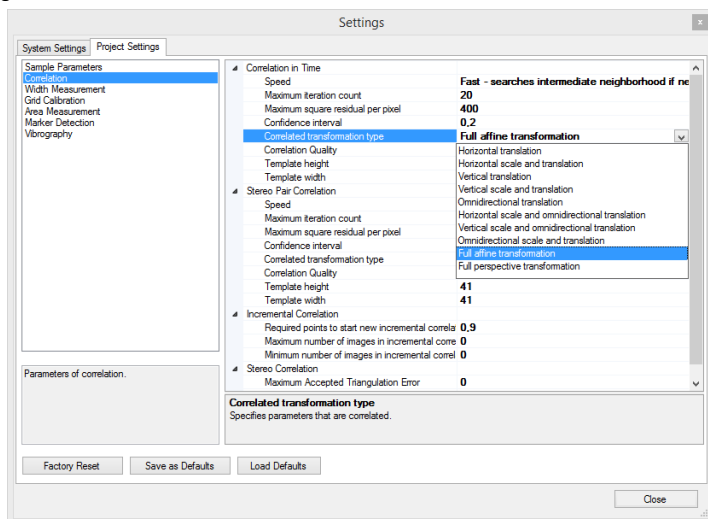 Settings
x
System Settings Project Settings
Sample Parameters
Correlation
Width Measurement
Grid Calibration
Area Measurement
Marker Detection
Vibrography
Correlation in Time
Speed Fast - searches intermediate neighborhood if ne
Maximum iteration count 20
Maximum square residual per pixel 400
Confidence interval 0,2
Correlated transformation type Full affine transformation
Correlation Quality
Template height
Template width
Horizontal translation
Horizontal scale and translation
Vertical translation
Vertical scale and translation
Omnidirectional translation
Horizontal scale and omnidirectional translation
Vertical scale and omnidirectional translation
Omnidirectional scale and translation
Full affine transformation
Full perspective transformation
Stereo Pair Correlation
Speed
Maximum iteration count
Maximum square residual per pixel
Confidence interval
Correlated transformation type
Correlation Quality
Template height 41
Template width 41
Incremental Correlation
Required points to start new incremental correla 0,9
Maximum number of images in incremental corre 0
Minimum number of images in incremental correl 0
Stereo Correlation
Maximum Accepted Triangulation Error 0
Parameters of correlation.
Correlated transformation type
Specifies parameters that are correlated.
Factory Reset Save as Defaults Load Defaults
Close